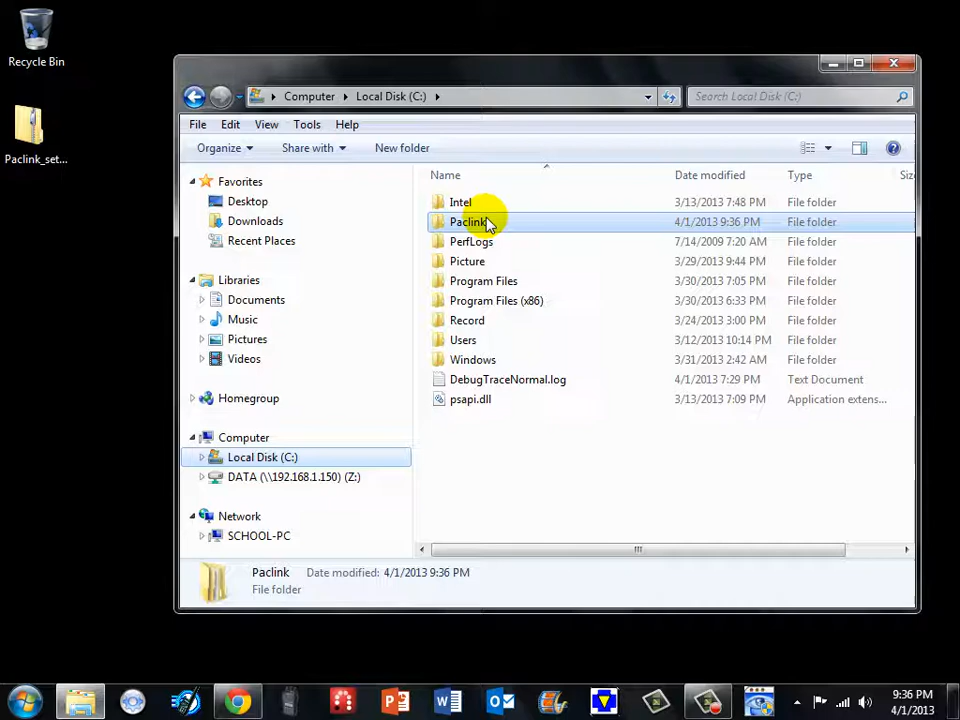 Recycle Bin
Paclink_set...
Computer
Local Disk (C:)
Search Local Disk (C:)
File Edit View Tools Help
Organize Share with New folder
Name Date modified Type Size
Favorites
Desktop
Downloads
Recent Places
Libraries
Documents
Music
Pictures
Videos
Homegroup
Computer
Local Disk (C:)
DATA (\\192.168.1.150) (Z:)
Network
SCHOOL-PC
Intel 3/13/2013 7:48 PM File folder
Paclink 4/1/2013 9:36 PM File folder
PerfLogs 7/14/2009 7:20 AM File folder
Picture 3/29/2013 9:44 PM File folder
Program Files 3/30/2013 7:05 PM File folder
Program Files (x86) 3/30/2013 6:33 PM File folder
Record 3/24/2013 3:00 PM File folder
Users 3/12/2013 10:14 PM File folder
Windows 3/31/2013 2:42 AM File folder
DebugTraceNormal.log 4/1/2013 7:29 PM Text Document
psapi.dll 3/13/2013 7:09 PM Application extens...
Paclink Date modified: 4/1/2013 9:36 PM
File folder
9:36 PM
4/1/2013